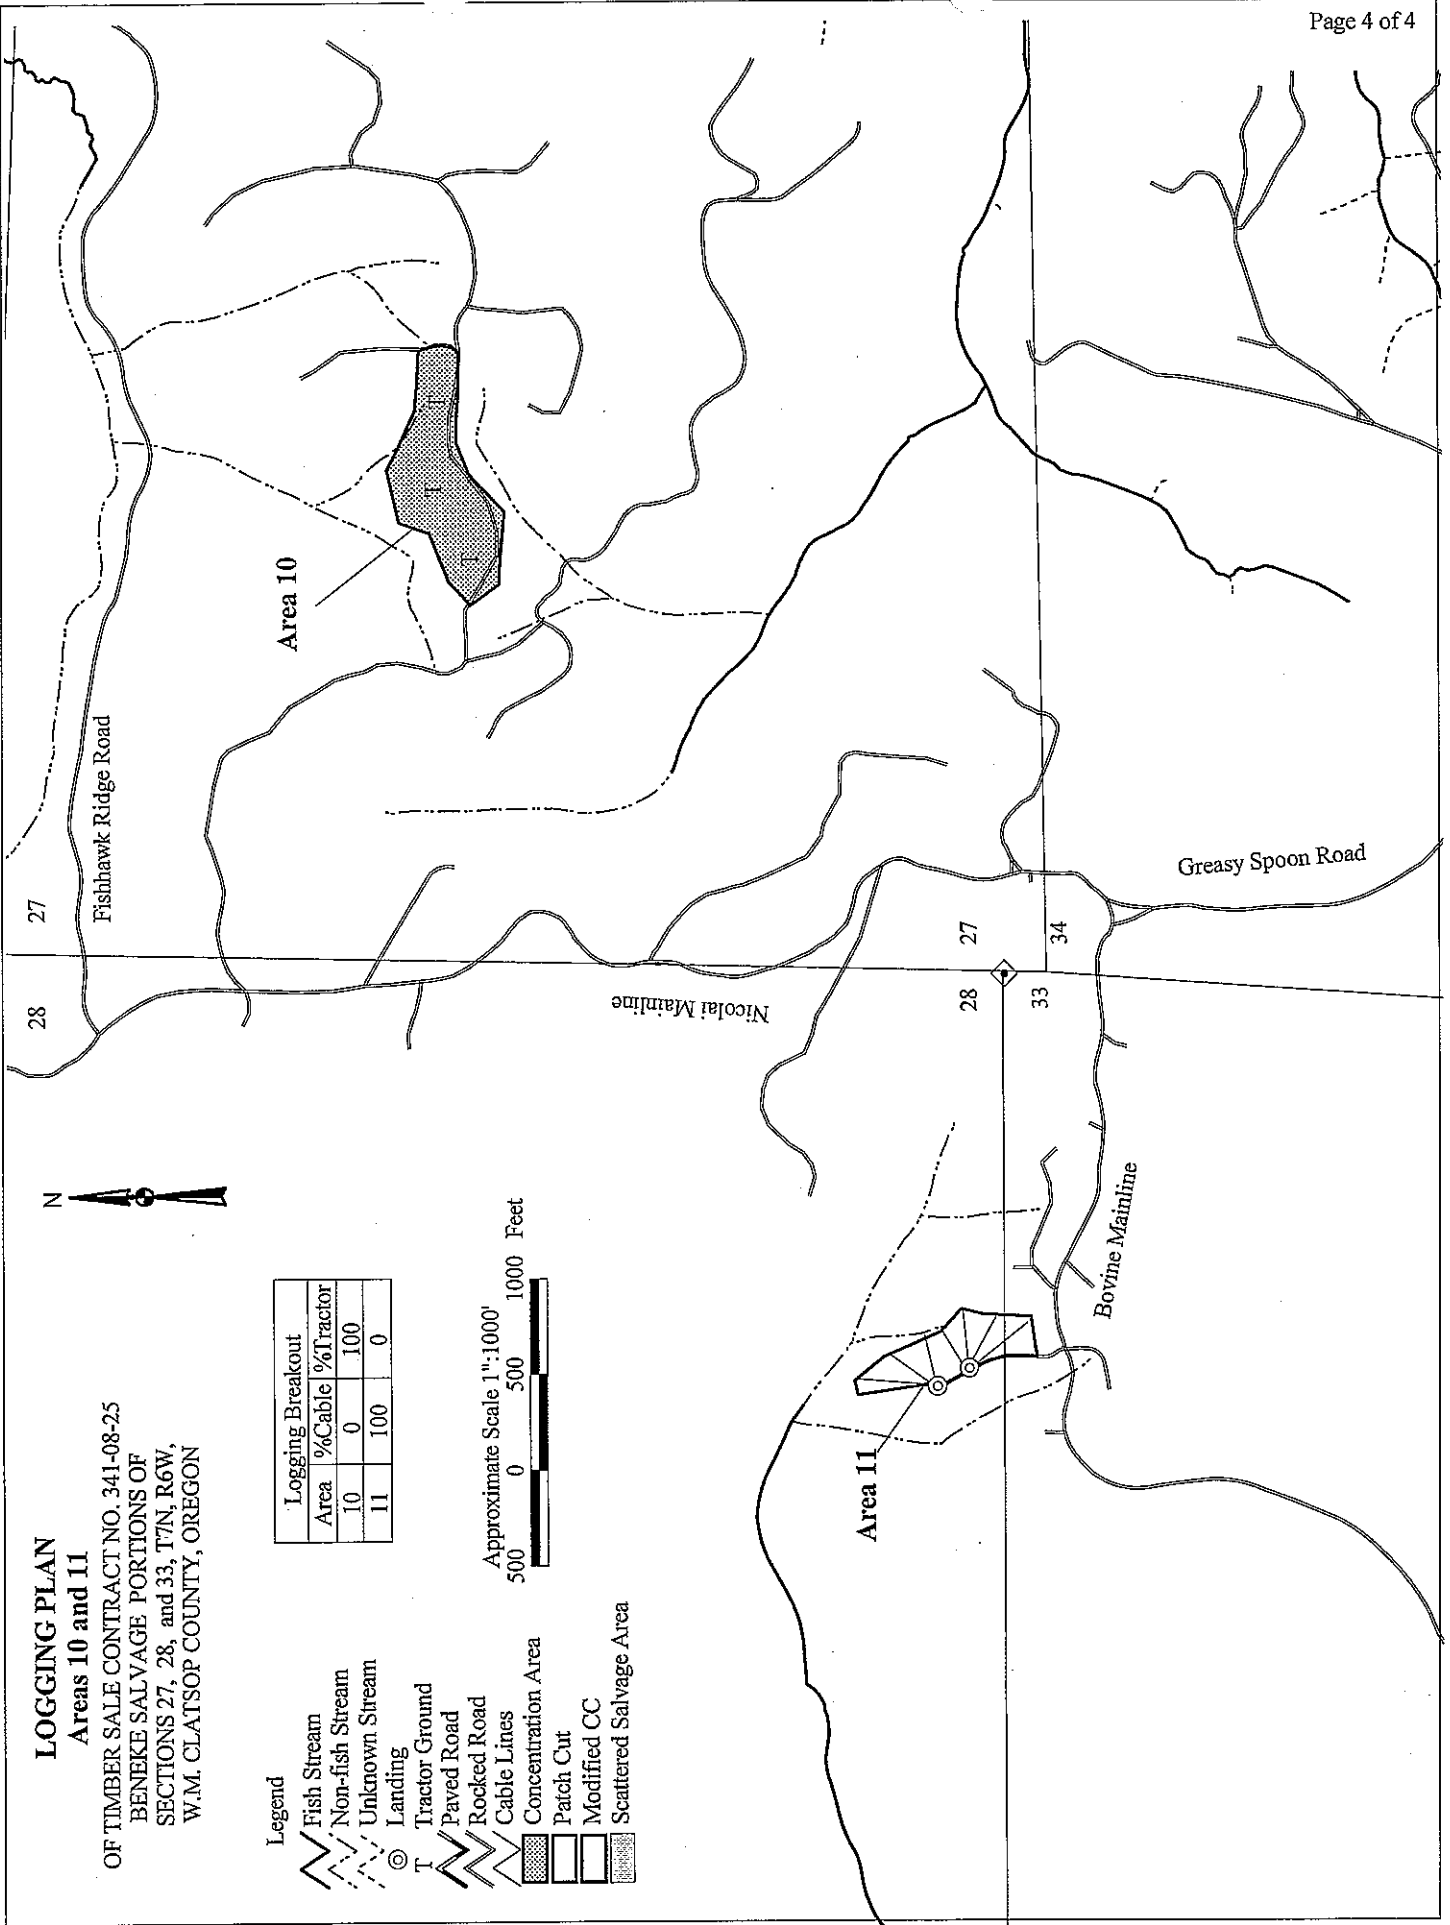 Page 4 of 4
LOGGING PLAN
Areas 10 and 11
OF TIMBER SALE CONTRACT NO. 341-08-25
BENEKE SALVAGE PORTIONS OF
SECTIONS 27, 28, and 33, T7N, R6W,
W.M. CLATSOP COUNTY, OREGON
N
Legend
Fish Stream
Non-fish Stream
Unknown Stream
Landing
T Tractor Ground
Paved Road
Rocked Road
Cable Lines
Concentration Area
Patch Cut
Modified CC
Scattered Salvage Area
Logging Breakout
Area %Cable %Tractor
10 0 100
11 100 0
Approximate Scale 1":1000'
500 0 500 1000 Feet
28 27
Fishhawk Ridge Road
Area 10
T T T
Nicolai Mainline
28 27
33 34
Greasy Spoon Road
Bovine Mainline
Area 11